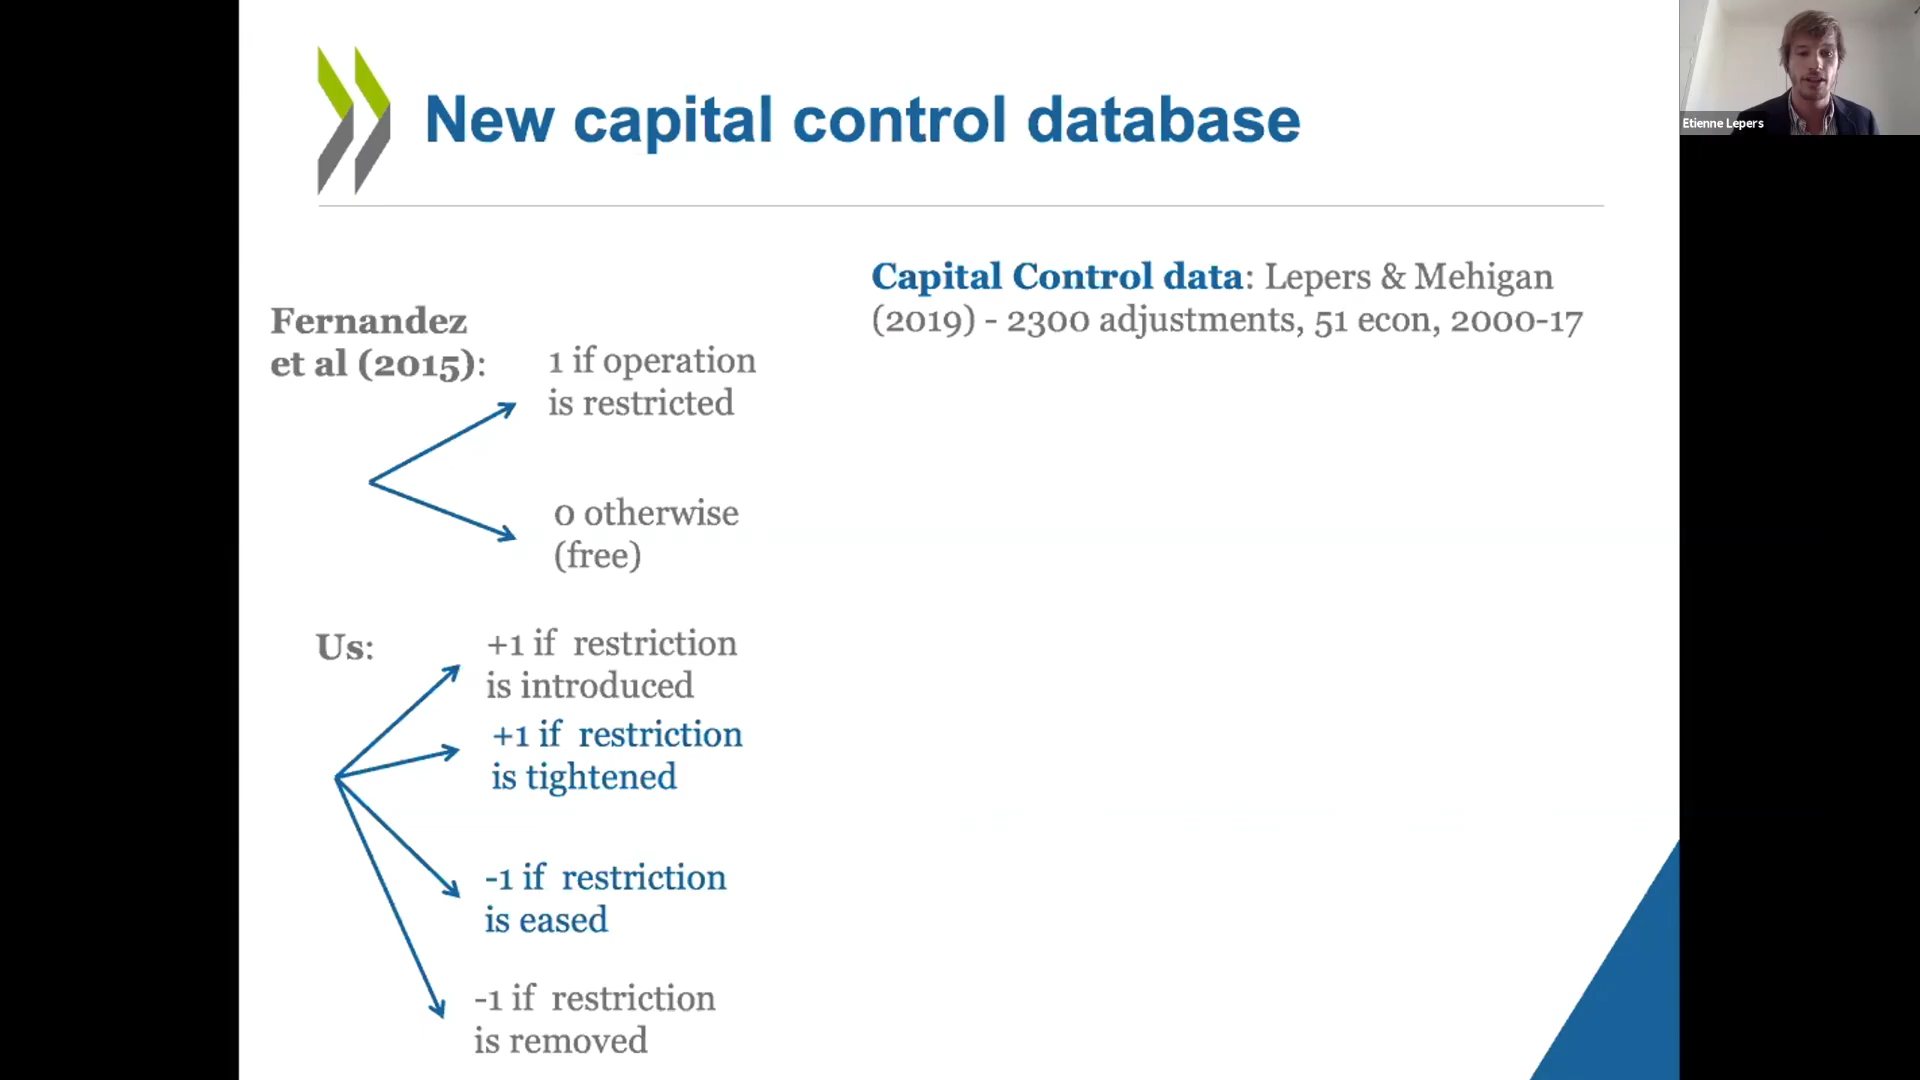 New capital control database
Etienne Lepers
Capital Control data: Lepers & Mehigan
(2019) - 2300 adjustments, 51 econ, 2000-17
Fernandez
et al (2015):
1 if operation
is restricted
0 otherwise
(free)
Us:
+1 if restriction
is introduced
+1 if restriction
is tightened
-1 if restriction
is eased
-1 if restriction
is removed